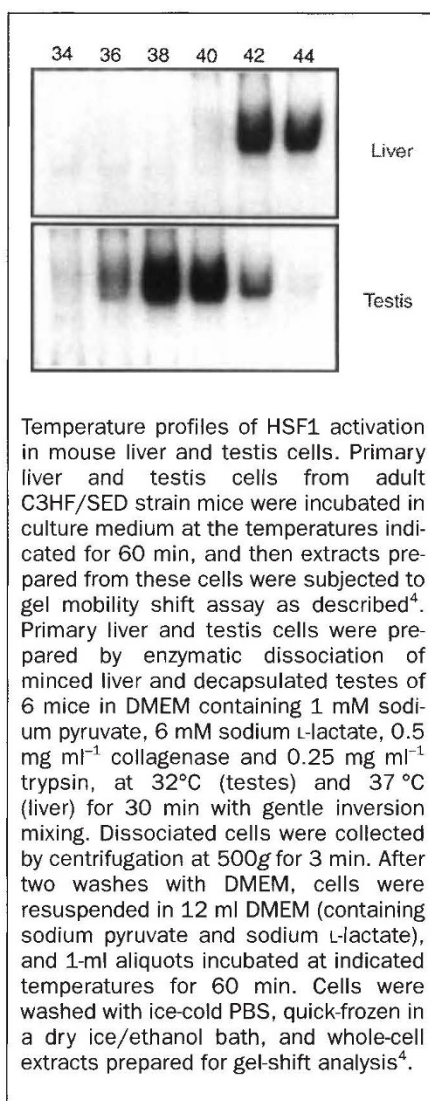 34 36 38 40 42 44
Liver
Testis
Temperature profiles of HSF1 activation
in mouse liver and testis cells. Primary
liver and testis cells from adult
C3HF/SED strain mice were incubated in
culture medium at the temperatures indi-
cated for 60 min, and then extracts pre-
pared from these cells were subjected to
gel mobility shift assay as described⁴.
Primary liver and testis cells were pre-
pared by enzymatic dissociation of
minced liver and decapsulated testes of
6 mice in DMEM containing 1 mM sodi-
um pyruvate, 6 mM sodium L-lactate, 0.5
mg ml⁻¹ collagenase and 0.25 mg ml⁻¹
trypsin, at 32°C (testes) and 37 °C
(liver) for 30 min with gentle inversion
mixing. Dissociated cells were collected
by centrifugation at 500g for 3 min. After
two washes with DMEM, cells were
resuspended in 12 ml DMEM (containing
sodium pyruvate and sodium L-lactate),
and 1-ml aliquots incubated at indicated
temperatures for 60 min. Cells were
washed with ice-cold PBS, quick-frozen in
a dry ice/ethanol bath, and whole-cell
extracts prepared for gel-shift analysis⁴.